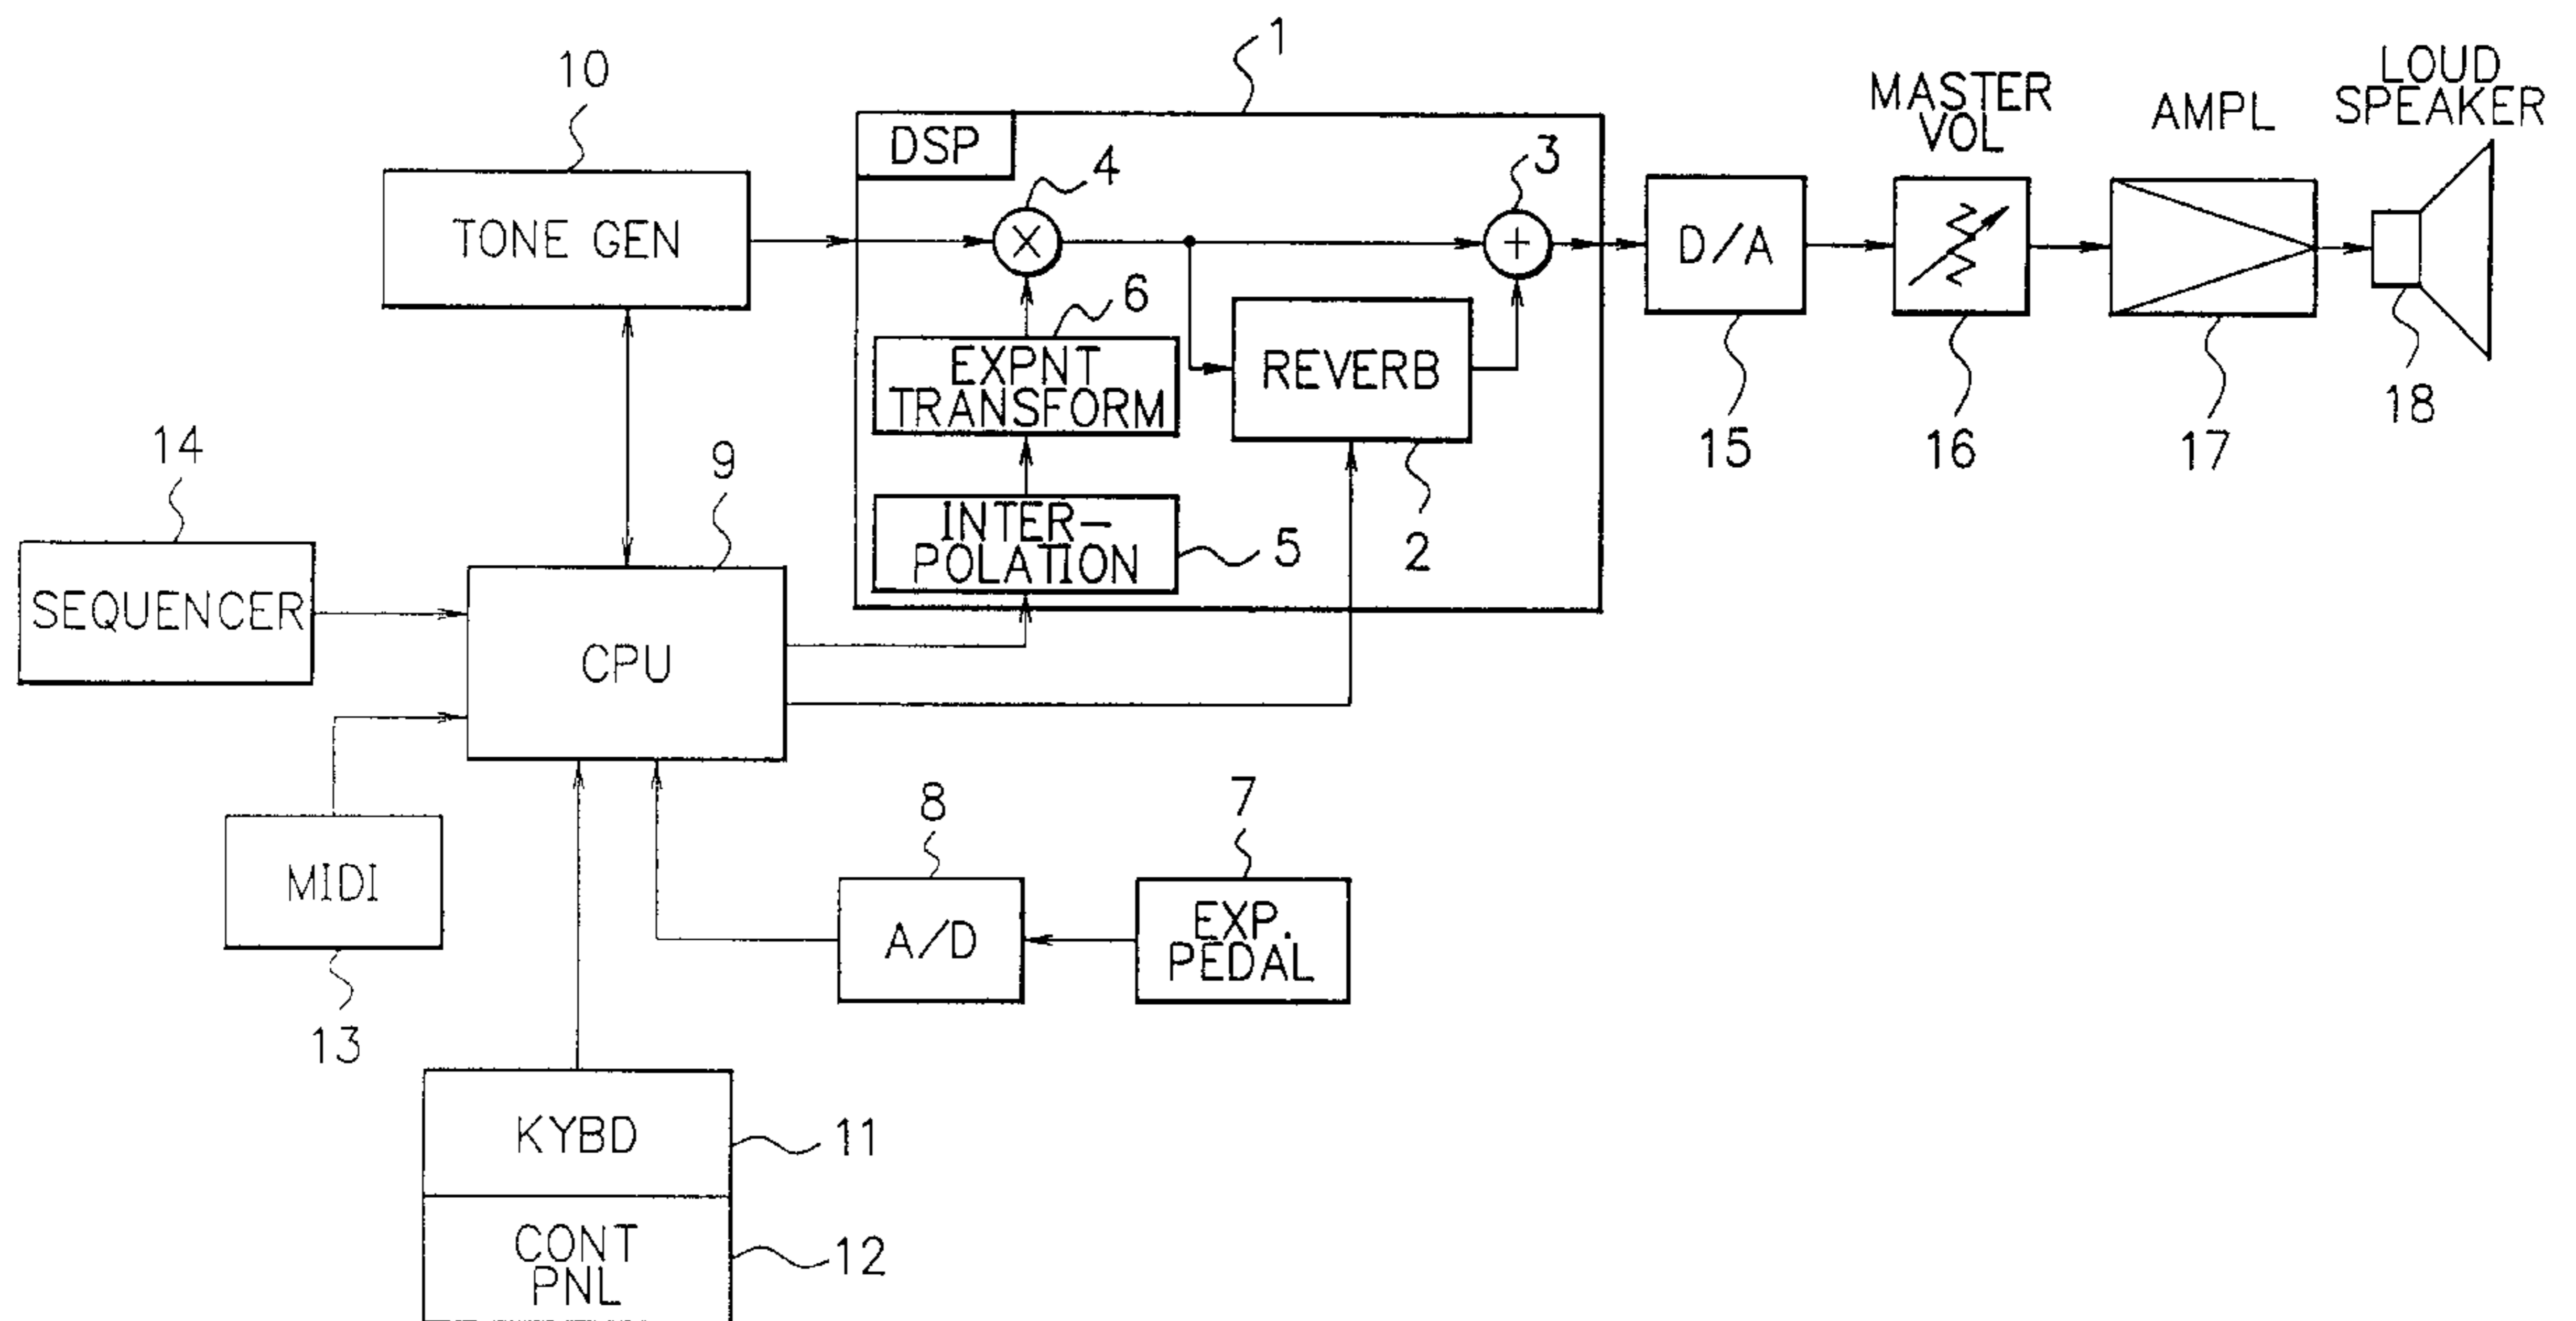 1
LOUD
SPEAKER
10
MASTER
VOL
AMPL
DSP
4
3
TONE GEN
×
+
D/A
6
EXPNT
TRANSFORM
REVERB
15
16
17
18
14
9
INTER-
POLATION
5
2
SEQUENCER
CPU
8
7
MIDI
A/D
EXP.
PEDAL
13
KYBD
11
CONT
PNL
12